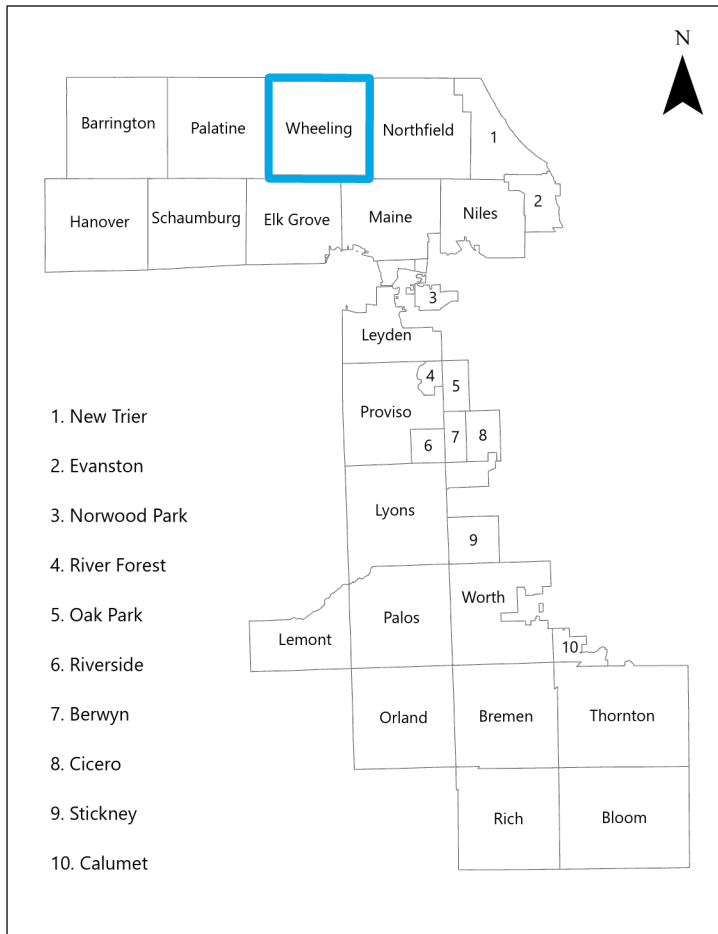 N
Barrington
Palatine
Wheeling
Northfield
1
2
Hanover
Schaumburg
Elk Grove
Maine
Niles
3
Leyden
4
5
Proviso
6
7
8
Lyons
9
Worth
Palos
Lemont
10
Orland
Bremen
Thornton
Rich
Bloom
1. New Trier
2. Evanston
3. Norwood Park
4. River Forest
5. Oak Park
6. Riverside
7. Berwyn
8. Cicero
9. Stickney
10. Calumet